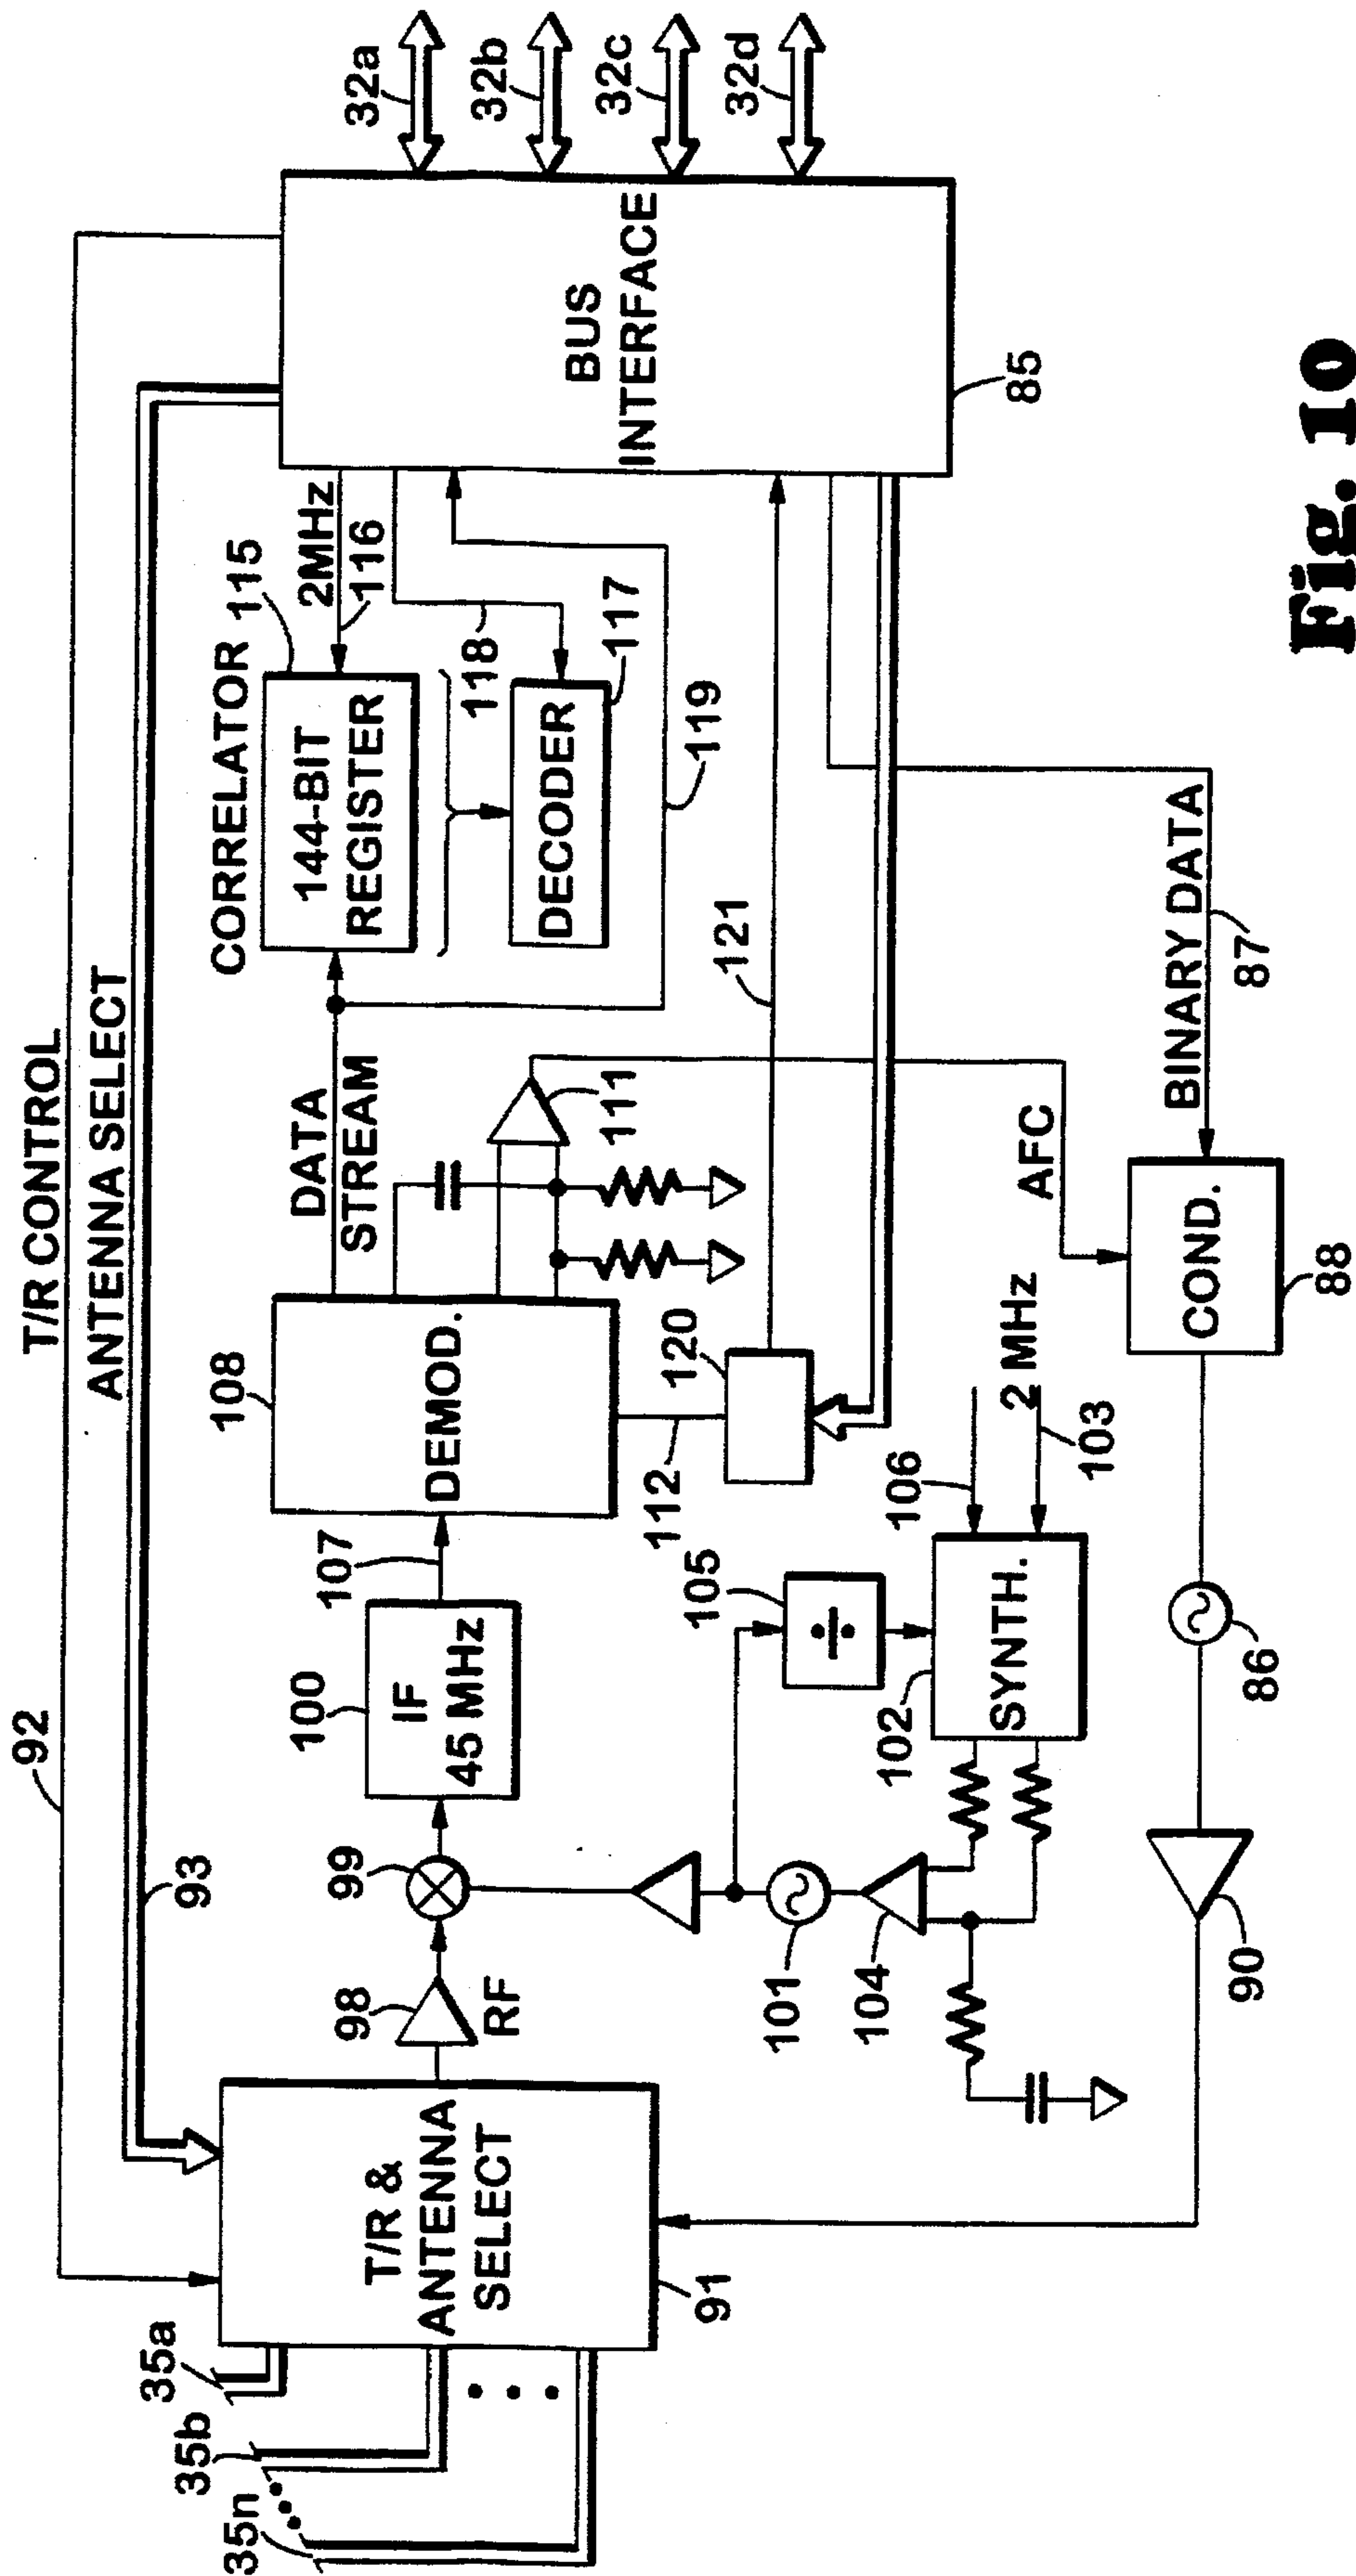 T/R CONTROL
92
ANTENNA SELECT
93
35a
35b
35n
T/R &
ANTENNA
SELECT
91
98
RF
99
100
IF
45 MHz
107
108
DEMOD.
DATA
STREAM
111
112
120
121
CORRELATOR
115
144-BIT
REGISTER
2MHz
116
118
DECODER
117
119
BUS
INTERFACE
85
32a
32b
32c
32d
101
104
105
102
SYNTH.
106
2 MHz
103
AFC
BINARY DATA
87
COND.
88
86
90
Fig. 10